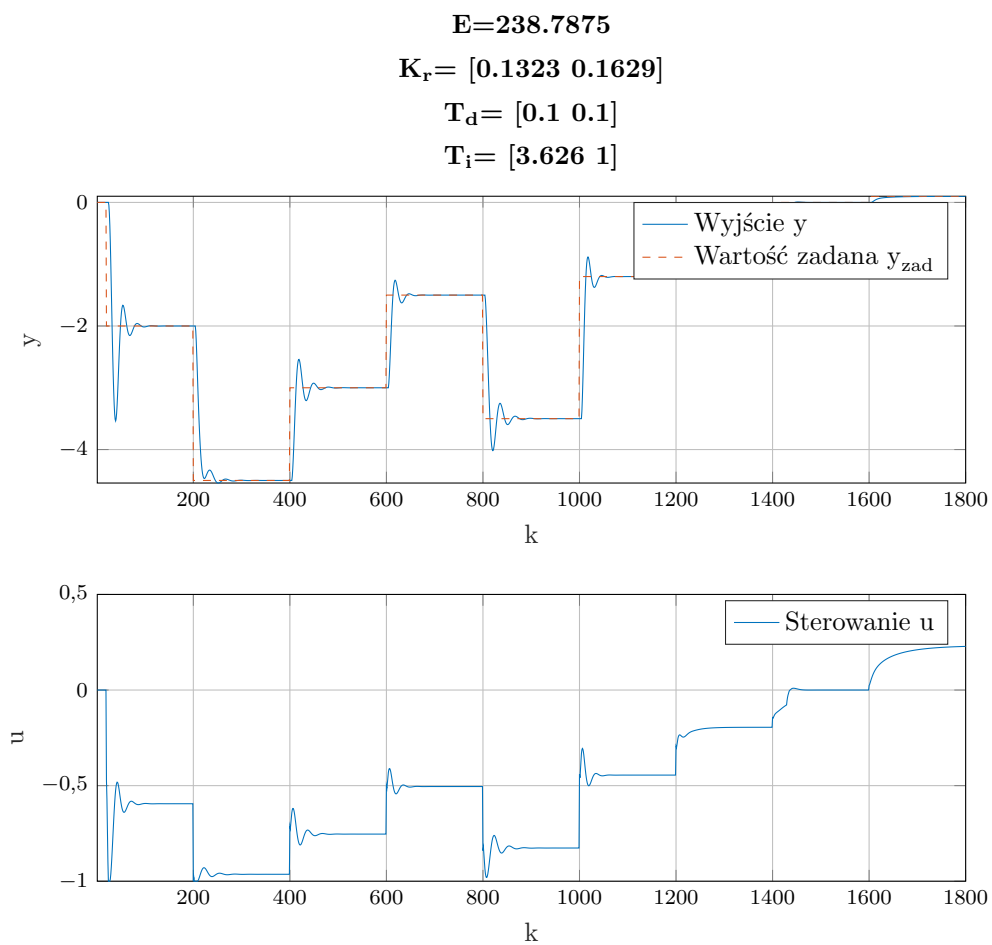 E=238.7875
Kr= [0.1323 0.1629]
Td= [0.1 0.1]
Ti= [3.626 1]
0
−2
−4
y
Wyjście y
Wartość zadana yzad
200 400 600 800 1000 1200 1400 1600 1800
k
0,5
0
−0,5
−1
u
Sterowanie u
200 400 600 800 1000 1200 1400 1600 1800
k